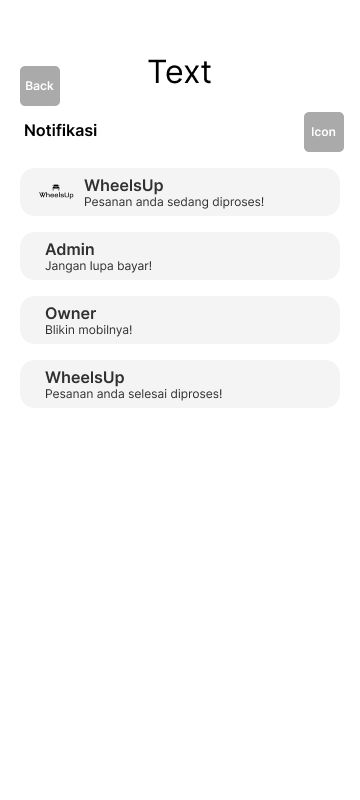 Text
Back
Notifikasi
Icon
WheelsUp
WheelsUp
Pesanan anda sedang diproses!
Admin
Jangan lupa bayar!
Owner
Blikin mobilnya!
WheelsUp
Pesanan anda selesai diproses!